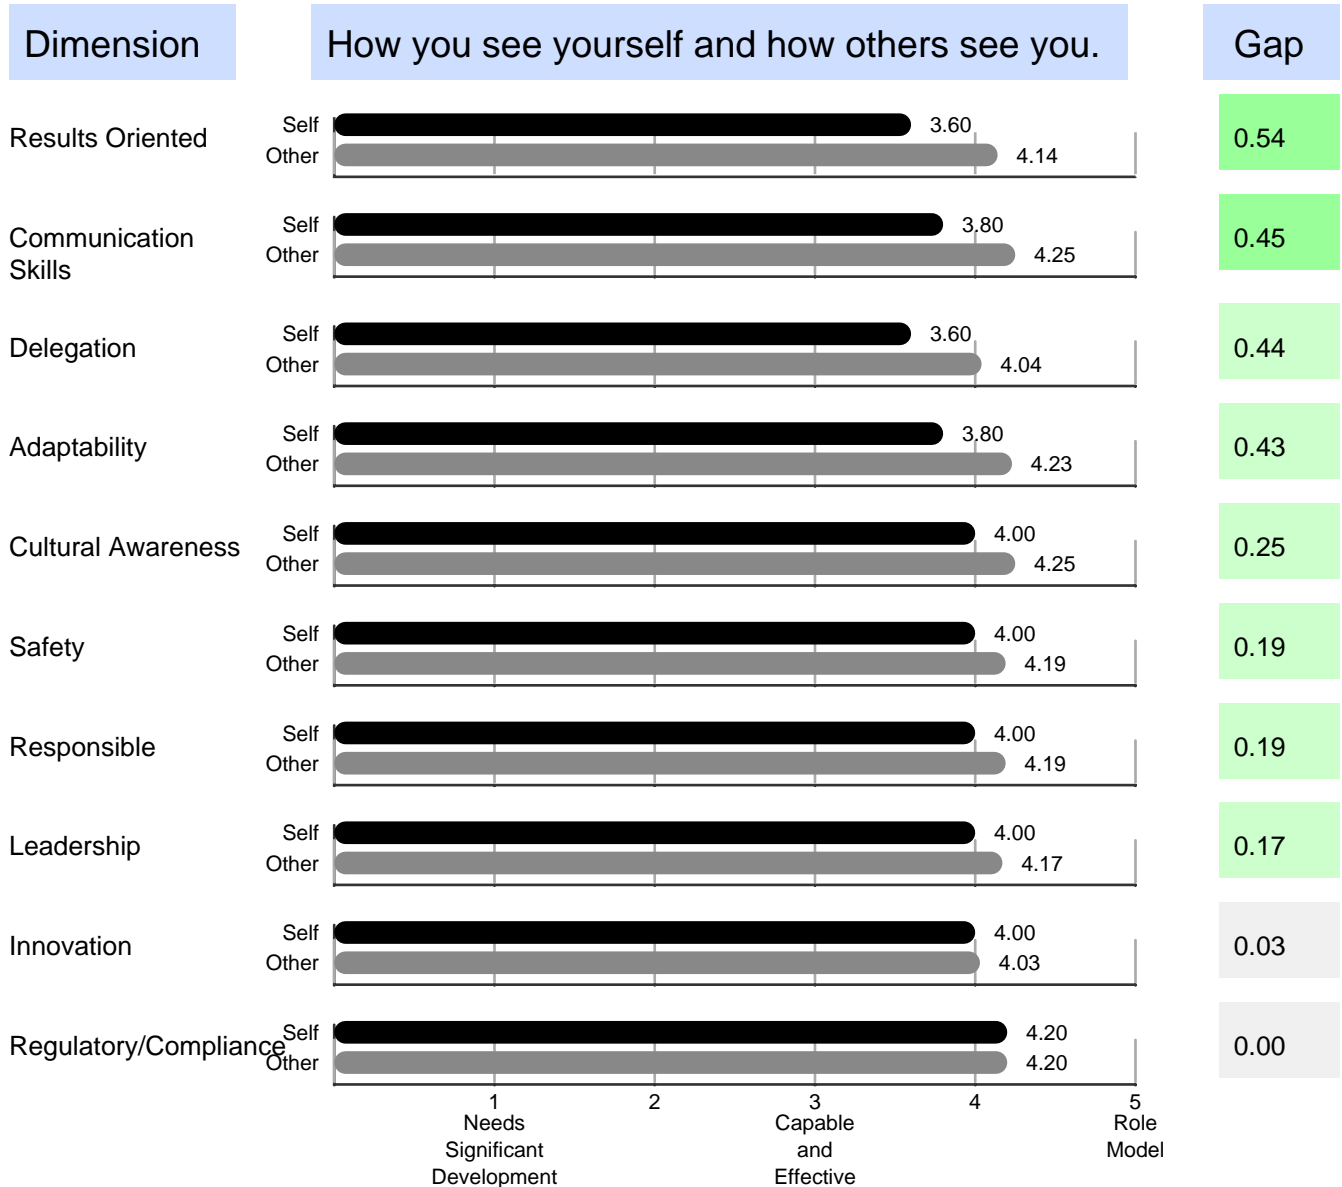 Dimension
How you see yourself and how others see you.
Gap
Results Oriented
Self
3.60
Other
4.14
0.54
Communication
Skills
Self
3.80
Other
4.25
0.45
Delegation
Self
3.60
Other
4.04
0.44
Adaptability
Self
3.80
Other
4.23
0.43
Cultural Awareness
Self
4.00
Other
4.25
0.25
Safety
Self
4.00
Other
4.19
0.19
Responsible
Self
4.00
Other
4.19
0.19
Leadership
Self
4.00
Other
4.17
0.17
Innovation
Self
4.00
Other
4.03
0.03
Regulatory/Compliance
Self
4.20
Other
4.20
0.00
1
Needs
Significant
Development
2
3
Capable
and
Effective
4
5
Role
Model